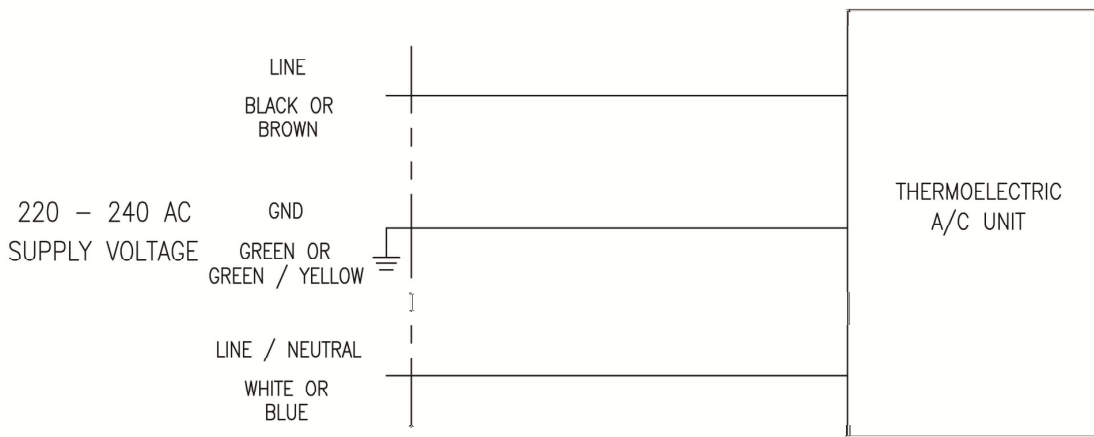 LINE
BLACK OR
BROWN
220 – 240 AC
SUPPLY VOLTAGE
GND
GREEN OR
GREEN / YELLOW
LINE / NEUTRAL
WHITE OR
BLUE
THERMOELECTRIC
A/C UNIT